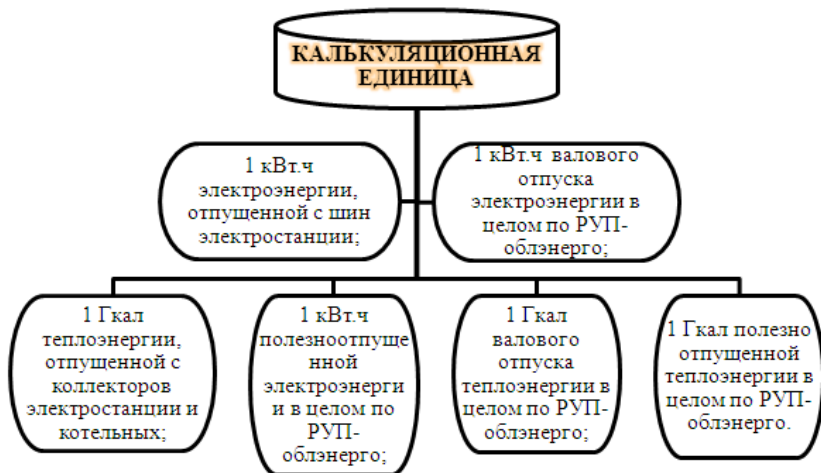 КАЛЬКУЛЯЦИОННАЯ
ЕДИНИЦА
1 кВт.ч
электроэнергии,
отпущенной с шин
электростанции;
1 кВт.ч валового
отпуска
электроэнергии в
целом по РУП-
облэнерго;
1 Гкал
теплоэнергии,
отпущенной с
коллекторов
электростанции и
котельных;
1 кВт.ч
полезноотпуще
нной
электроэнерги
и в целом по
РУП-
облэнерго;
1 Гкал
валового
отпуска
теплоэнергии в
целом по РУП-
облэнерго;
1 Гкал полезно
отпущенной
теплоэнергии в
целом по РУП-
облэнерго.